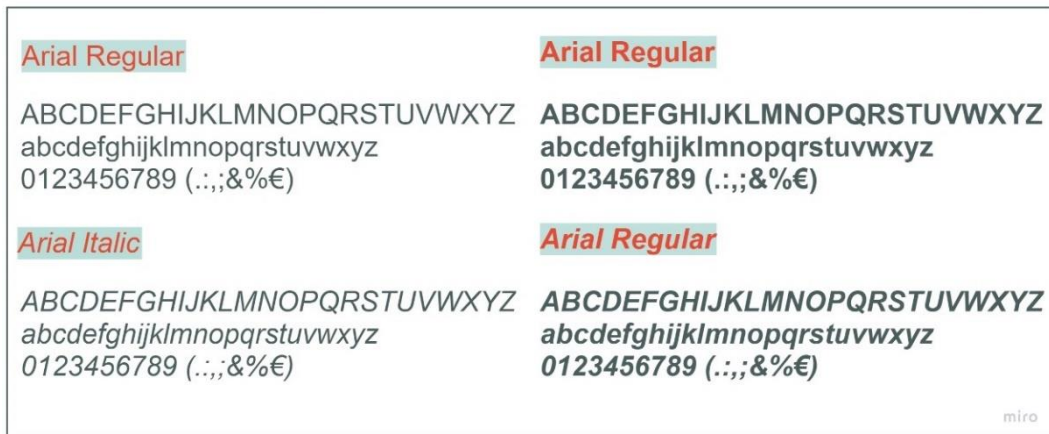 Arial Regular
ABCDEFGHIJKLMNOPQRSTUVWXYZ
abcdefghijklmnopqrstuvwxyz
0123456789 (.:,;&%€)
Arial Regular
ABCDEFGHIJKLMNOPQRSTUVWXYZ
abcdefghijklmnopqrstuvwxyz
0123456789 (.:,;&%€)
Arial Italic
ABCDEFGHIJKLMNOPQRSTUVWXYZ
abcdefghijklmnopqrstuvwxyz
0123456789 (.:,;&%€)
Arial Regular
ABCDEFGHIJKLMNOPQRSTUVWXYZ
abcdefghijklmnopqrstuvwxyz
0123456789 (.:,;&%€)
miro